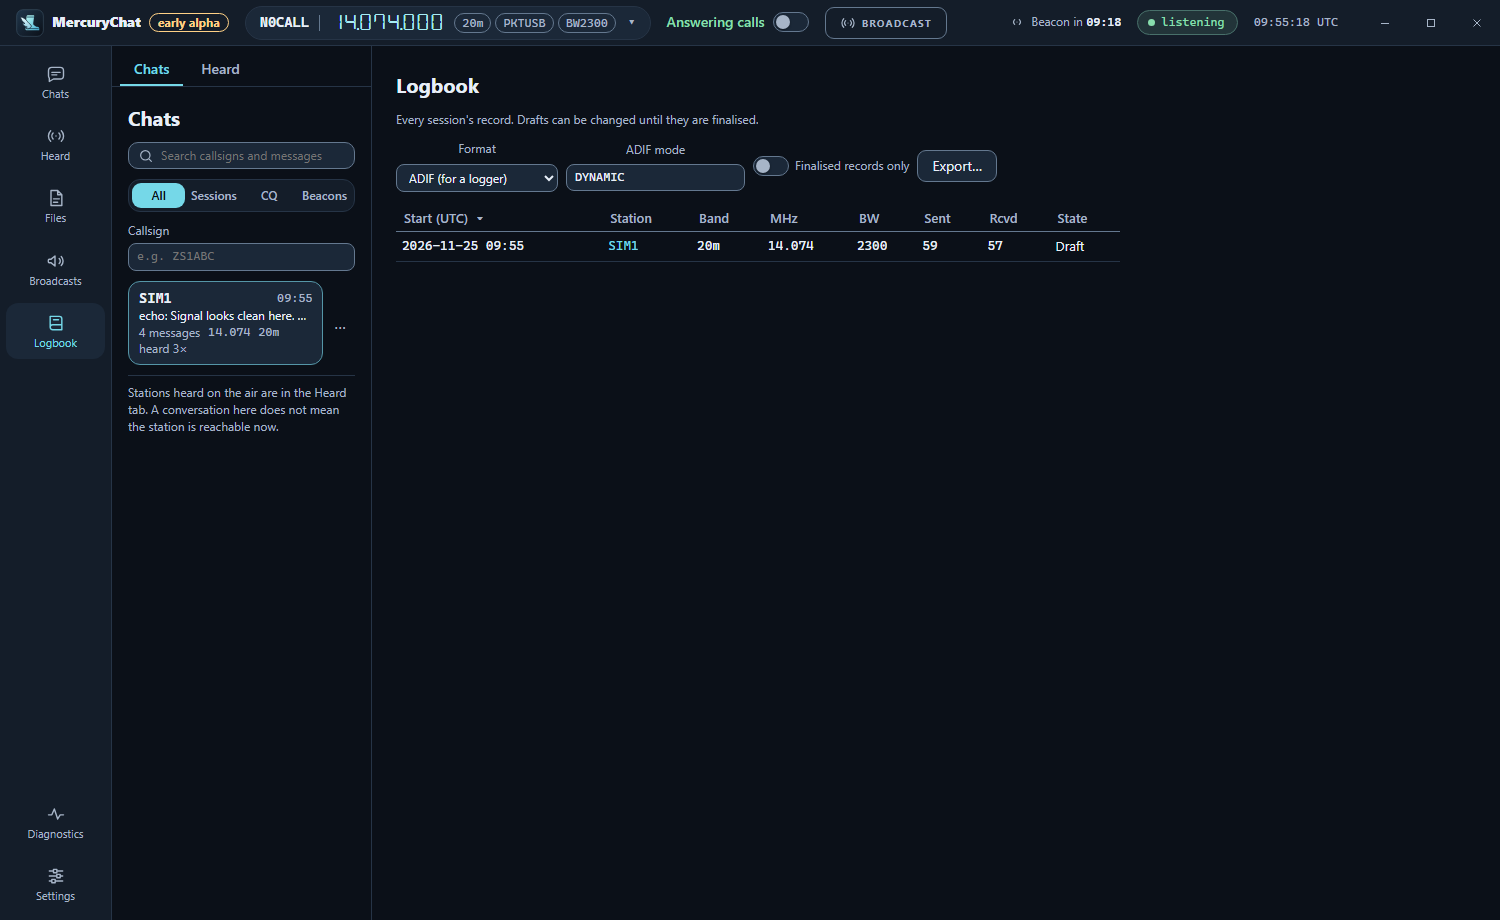 MercuryChat early alpha N0CALL 14.074.000 20m PKTUSB BW2300 Answering calls BROADCAST Beacon in 09:18 listening 09:55:18 UTC
Chats
Heard
Files
Broadcasts
Logbook
Diagnostics
Settings
Chats Heard
Chats
Search callsigns and messages
All Sessions CQ Beacons
Callsign
e.g. ZS1ABC
SIM1 09:55
echo: Signal looks clean here. ...
4 messages 14.074 20m
heard 3×
...
Stations heard on the air are in the Heard
tab. A conversation here does not mean
the station is reachable now.
Logbook
Every session's record. Drafts can be changed until they are finalised.
Format ADIF mode
ADIF (for a logger) DYNAMIC Finalised records only Export...
Start (UTC) Station Band MHz BW Sent Rcvd State
2026-11-25 09:55 SIM1 20m 14.074 2300 59 57 Draft